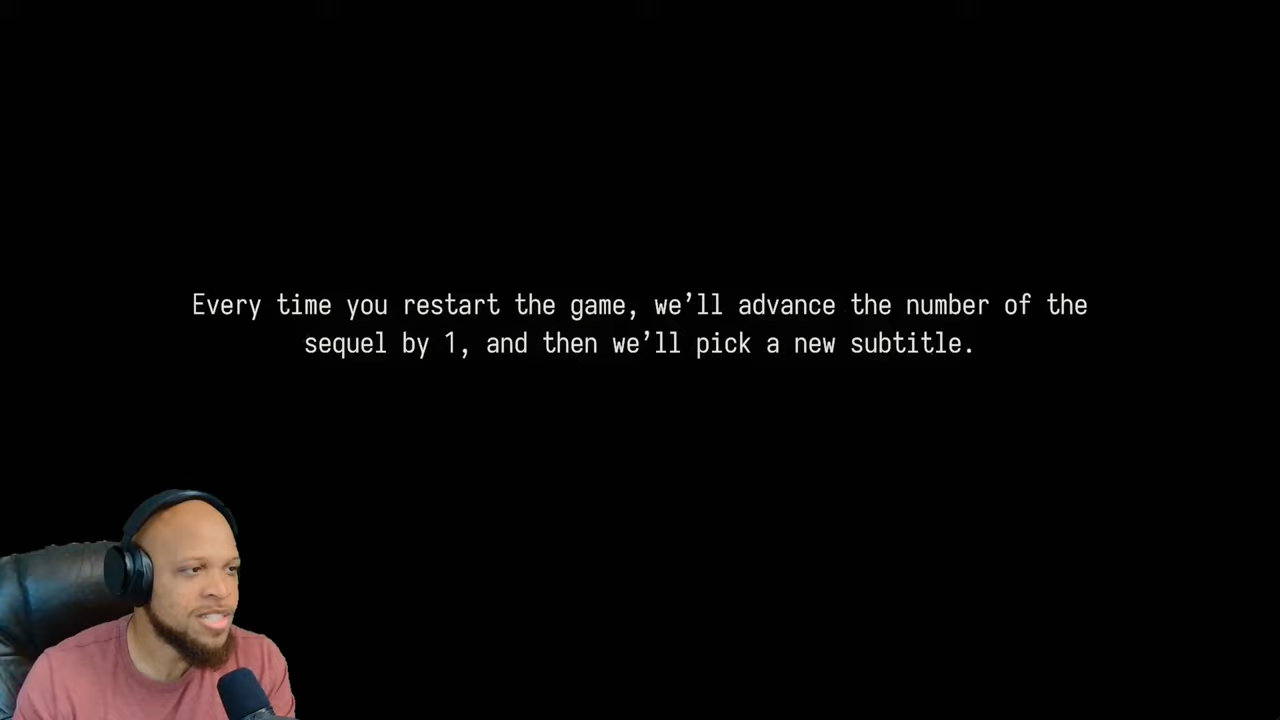 Every time you restart the game, we’ll advance the number of the
sequel by 1, and then we’ll pick a new subtitle.